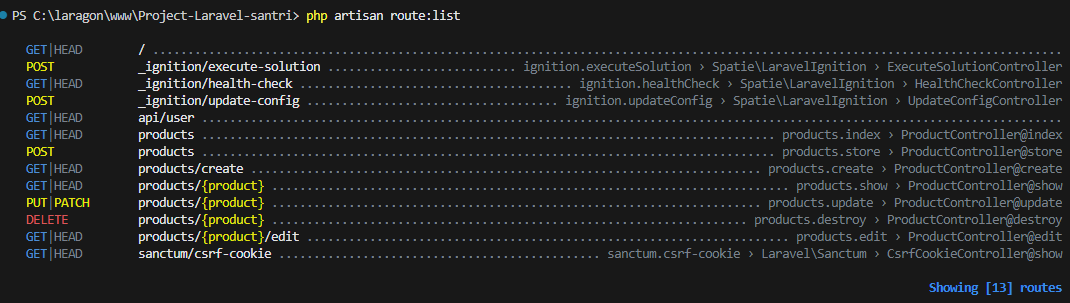 PS C:\laragon\www\Project-Laravel-santri> php artisan route:list
GET|HEAD / ........................................................................................................................................
POST _ignition/execute-solution ........................... ignition.executeSolution › Spatie\LaravelIgnition › ExecuteSolutionController
GET|HEAD _ignition/health-check ....................................... ignition.healthCheck › Spatie\LaravelIgnition › HealthCheckController
POST _ignition/update-config ..................................... ignition.updateConfig › Spatie\LaravelIgnition › UpdateConfigController
GET|HEAD api/user .................................................................................................................................
GET|HEAD products ................................................................................... products.index › ProductController@index
POST products ................................................................................... products.store › ProductController@store
GET|HEAD products/create .......................................................................... products.create › ProductController@create
GET|HEAD products/{product} ........................................................................... products.show › ProductController@show
PUT|PATCH products/{product} ....................................................................... products.update › ProductController@update
DELETE products/{product} ..................................................................... products.destroy › ProductController@destroy
GET|HEAD products/{product}/edit ...................................................................... products.edit › ProductController@edit
GET|HEAD sanctum/csrf-cookie .............................................. sanctum.csrf-cookie › Laravel\Sanctum › CsrfCookieController@show
Showing [13] routes